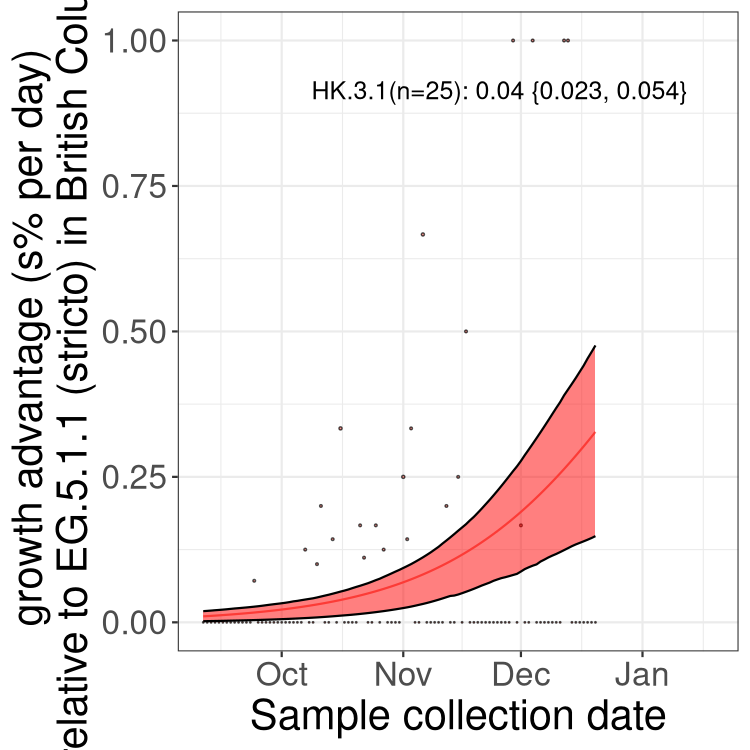 growth advantage (s% per day)
relative to EG.5.1.1 (stricto) in British
1.00
0.75
0.50
0.25
0.00
HK.3.1(n=25): 0.04 {0.023, 0.054}
Oct Nov Dec Jan
Sample collection date